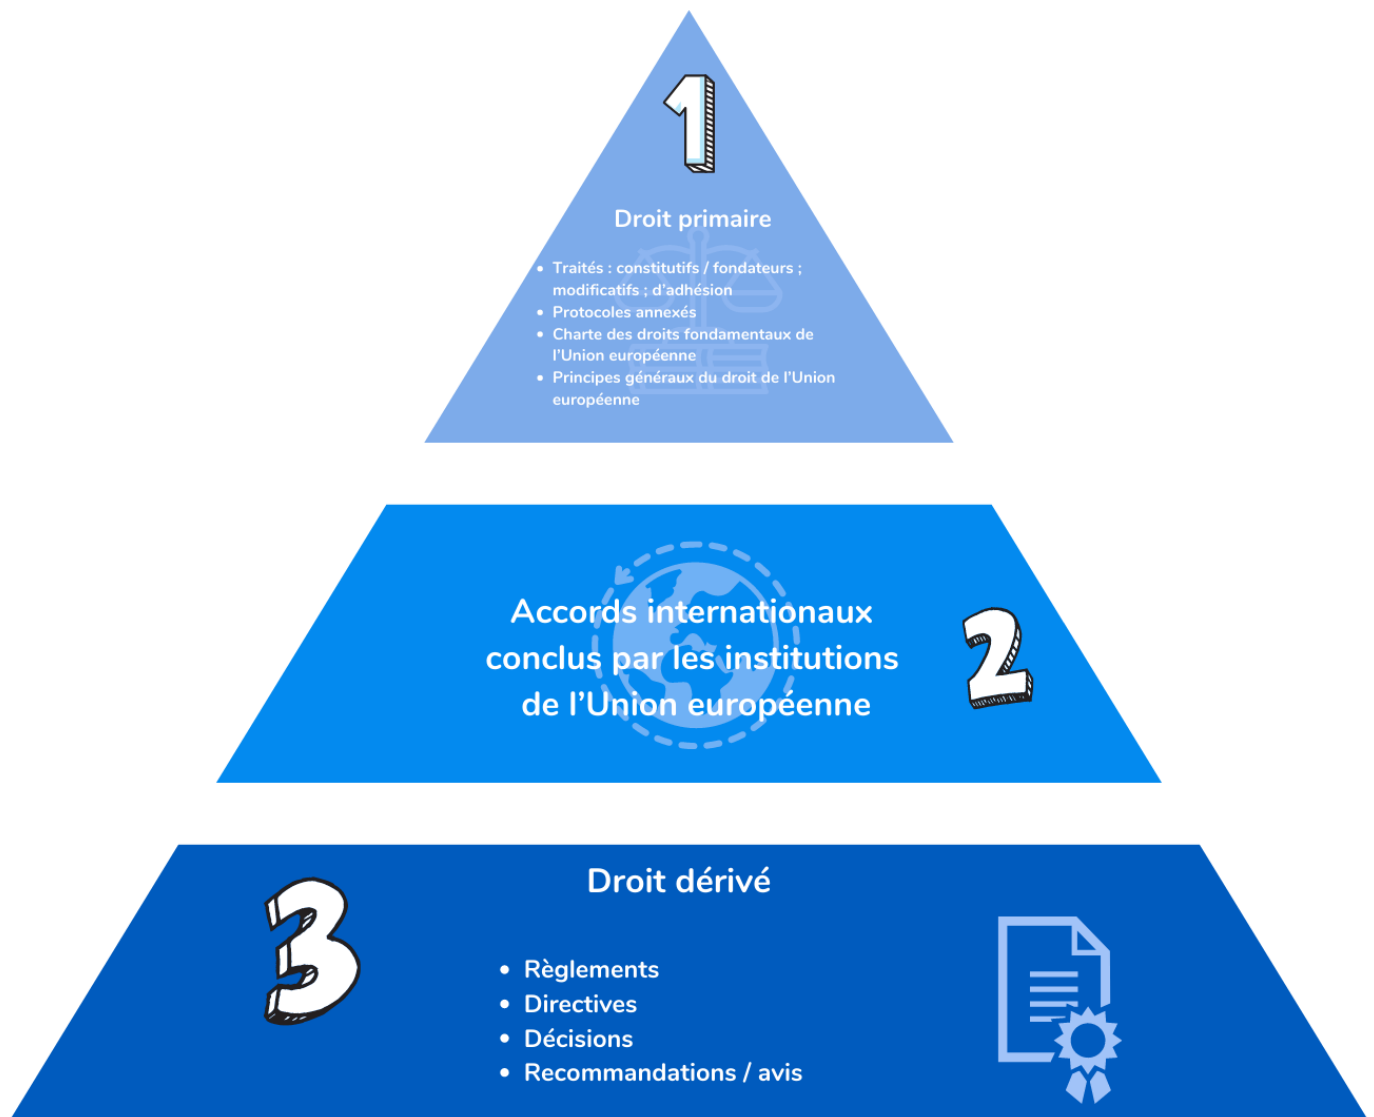 1
Droit primaire
• Traités : constitutifs / fondateurs ;
modificatifs ; d’adhésion
• Protocoles annexés
• Charte des droits fondamentaux de
l’Union européenne
• Principes généraux du droit de l’Union
européenne
Accords internationaux
conclus par les institutions
de l’Union européenne
2
3
Droit dérivé
• Règlements
• Directives
• Décisions
• Recommandations / avis